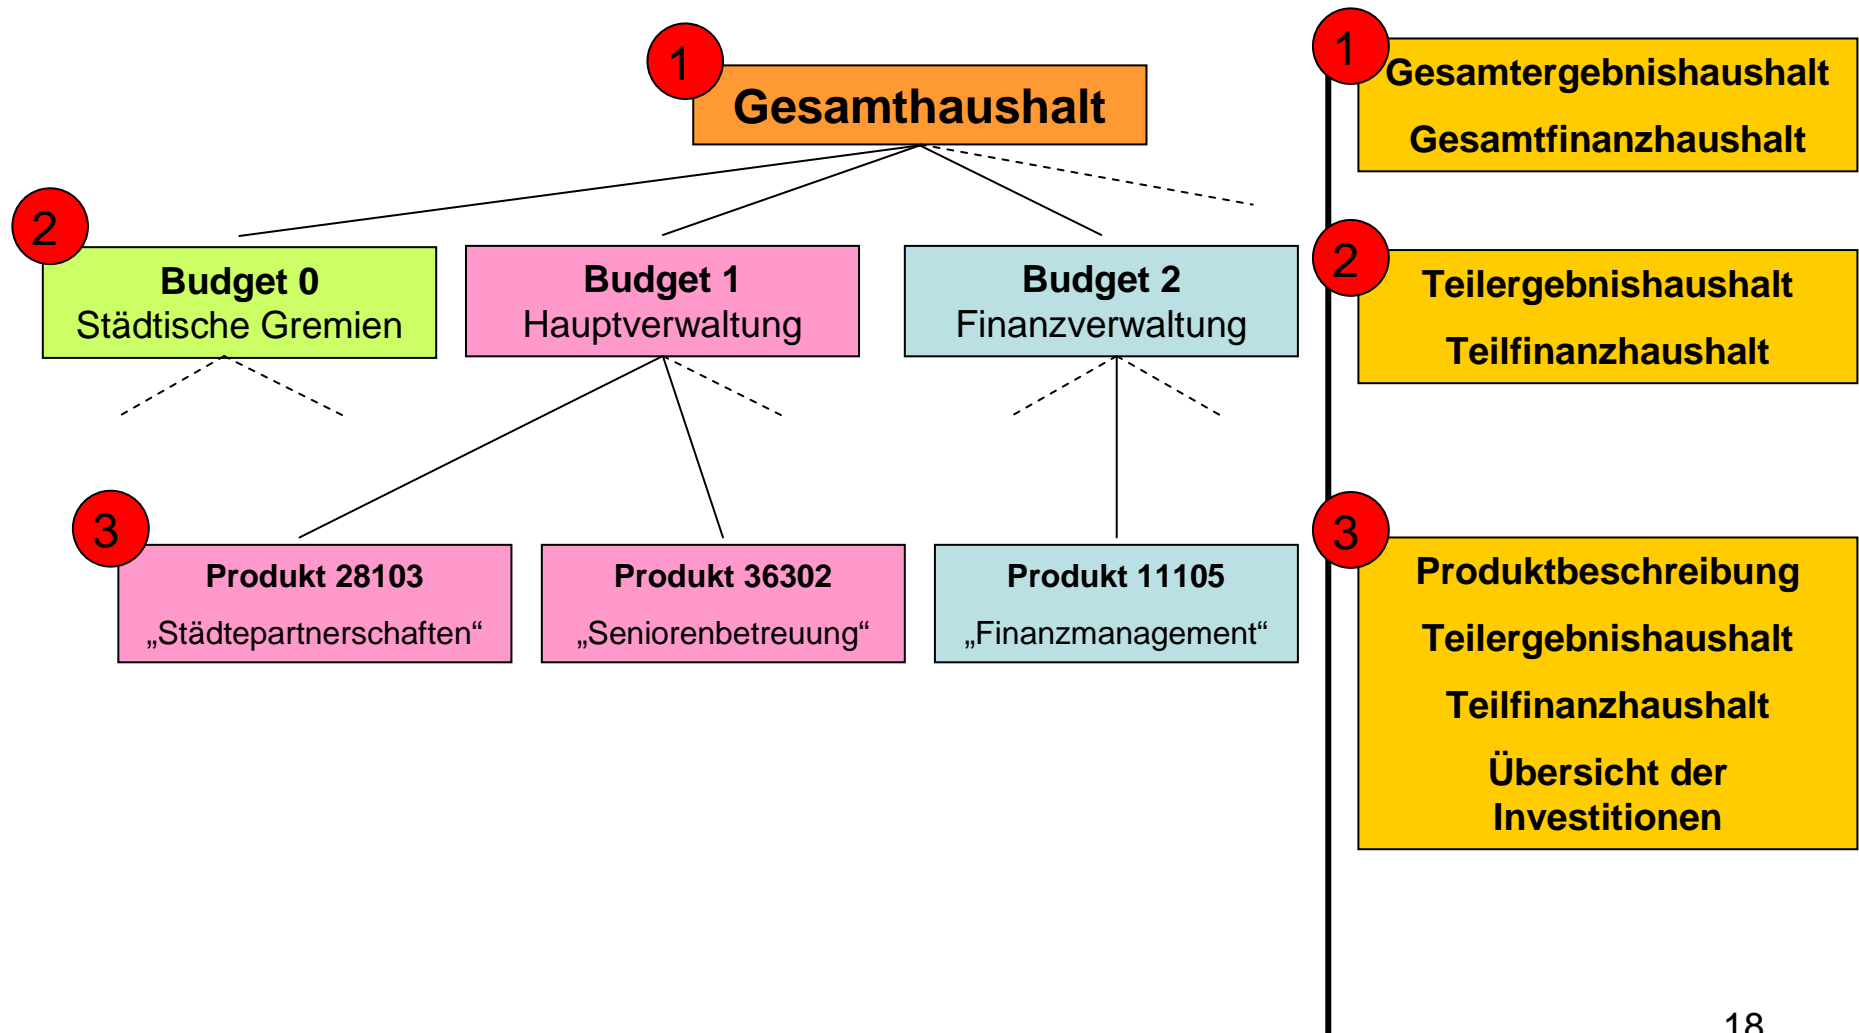 1
Gesamthaushalt
2
Budget 0
Städtische Gremien
Budget 1
Hauptverwaltung
Budget 2
Finanzverwaltung
3
Produkt 28103
„Städtepartnerschaften“
Produkt 36302
„Seniorenbetreuung“
Produkt 11105
„Finanzmanagement“
1
Gesamtergebnishaushalt
Gesamtfinanzhaushalt
2
Teilergebnishaushalt
Teilfinanzhaushalt
3
Produktbeschreibung
Teilergebnishaushalt
Teilfinanzhaushalt
Übersicht der
Investitionen
18